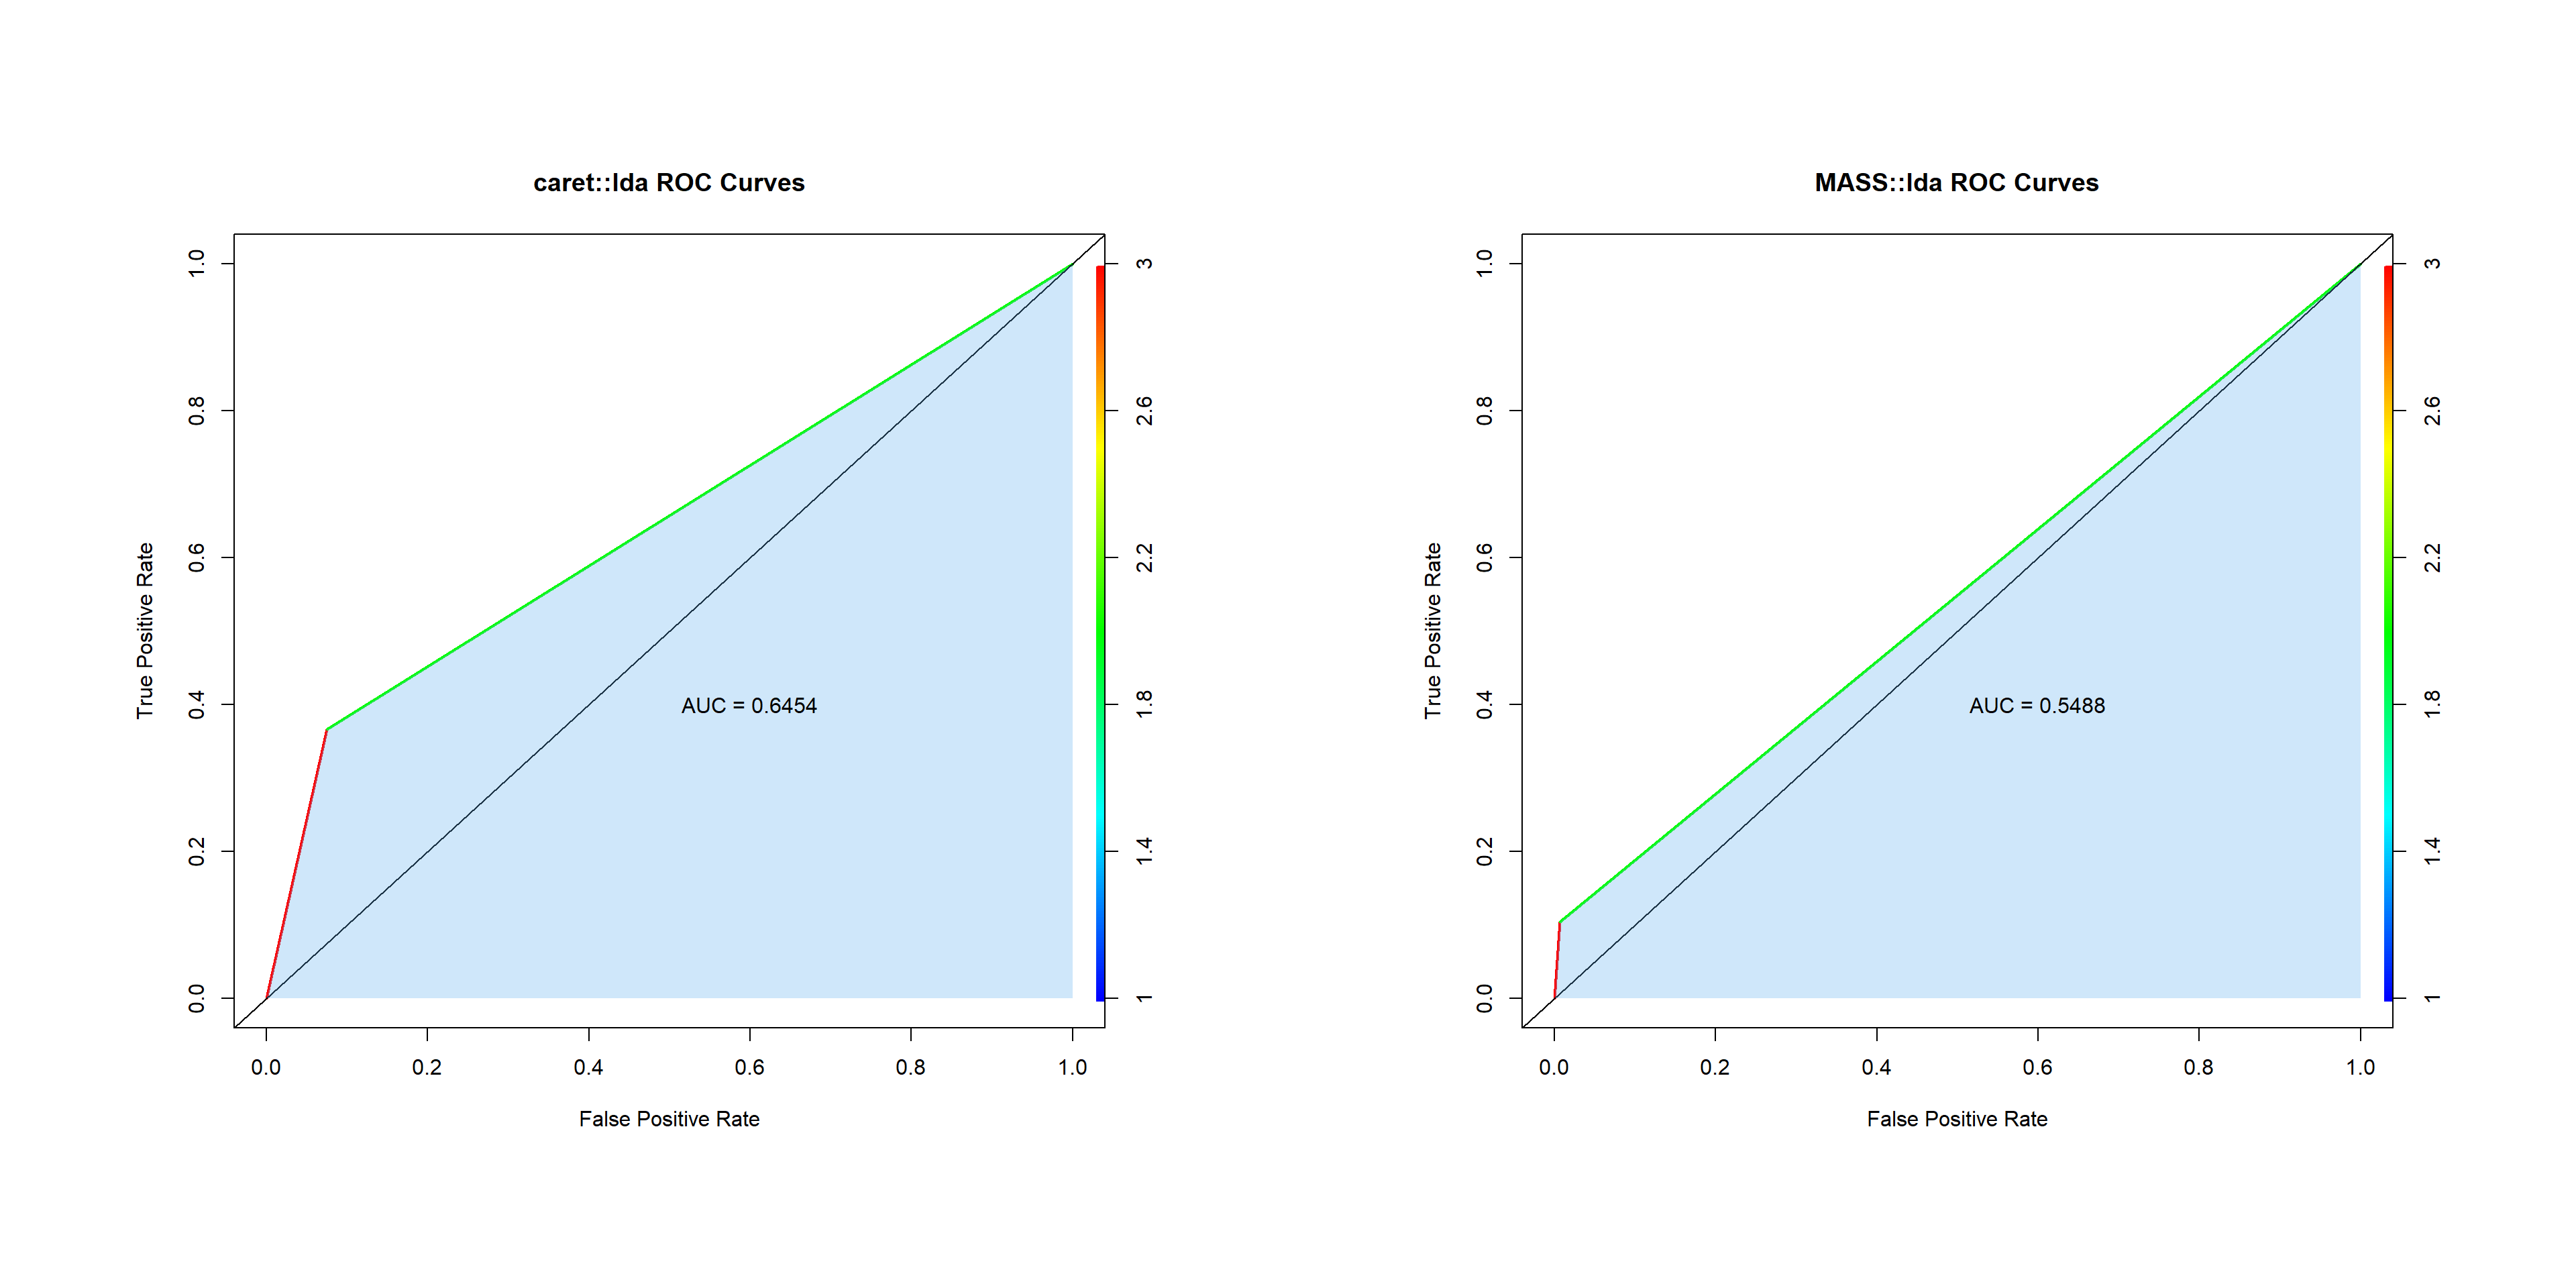 caret::lda ROC Curves
True Positive Rate
1.0
0.8
0.6
0.4
0.2
0.0
AUC = 0.6454
3
2.6
2.2
1.8
1.4
1
0.0 0.2 0.4 0.6 0.8 1.0
False Positive Rate
MASS::lda ROC Curves
True Positive Rate
1.0
0.8
0.6
0.4
0.2
0.0
AUC = 0.5488
3
2.6
2.2
1.8
1.4
1
0.0 0.2 0.4 0.6 0.8 1.0
False Positive Rate